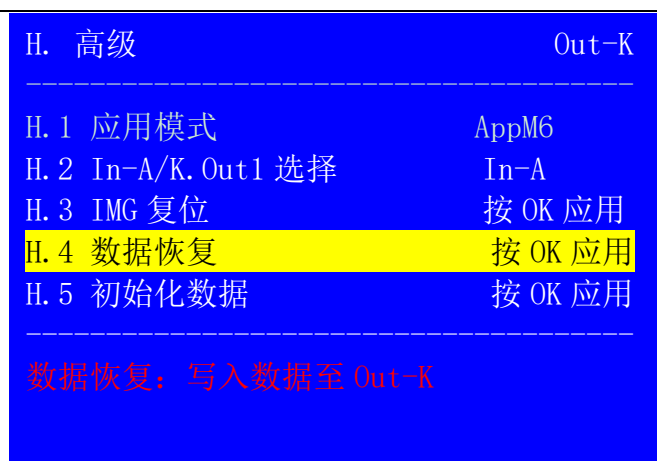 H. 高级 Out-K
H.1 应用模式 AppM6
H.2 In-A/K.Out1 选择 In-A
H.3 IMG 复位 按 OK 应用
H.4 数据恢复 按 OK 应用
H.5 初始化数据 按 OK 应用
数据恢复：写入数据至 Out-K